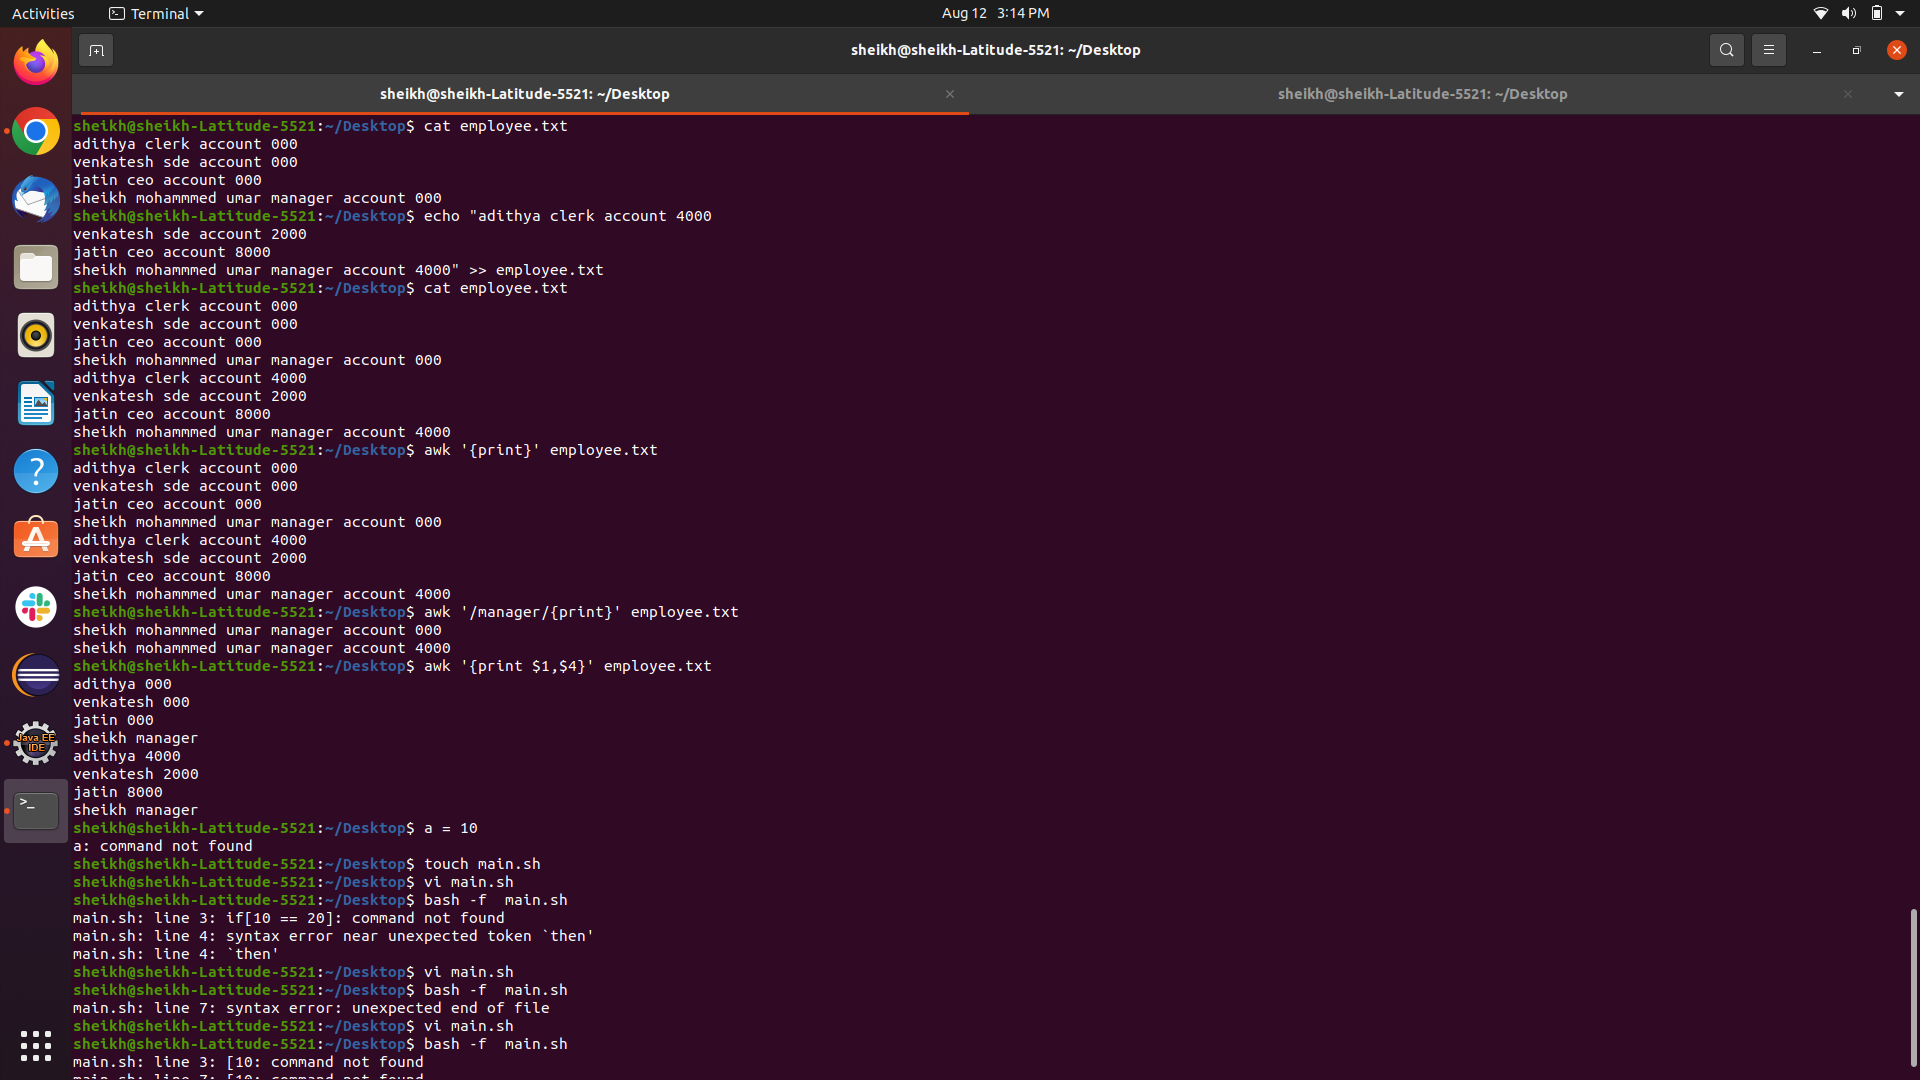 Activities
Terminal
Aug 12 3:14 PM
sheikh@sheikh-Latitude-5521: ~/Desktop
sheikh@sheikh-Latitude-5521: ~/Desktop
sheikh@sheikh-Latitude-5521: ~/Desktop
sheikh@sheikh-Latitude-5521:~/Desktop$ cat employee.txt
adithya clerk account 000
venkatesh sde account 000
jatin ceo account 000
sheikh mohammmed umar manager account 000
sheikh@sheikh-Latitude-5521:~/Desktop$ echo "adithya clerk account 4000
venkatesh sde account 2000
jatin ceo account 8000
sheikh mohammmed umar manager account 4000" >> employee.txt
sheikh@sheikh-Latitude-5521:~/Desktop$ cat employee.txt
adithya clerk account 000
venkatesh sde account 000
jatin ceo account 000
sheikh mohammmed umar manager account 000
adithya clerk account 4000
venkatesh sde account 2000
jatin ceo account 8000
sheikh mohammmed umar manager account 4000
sheikh@sheikh-Latitude-5521:~/Desktop$ awk '{print}' employee.txt
adithya clerk account 000
venkatesh sde account 000
jatin ceo account 000
sheikh mohammmed umar manager account 000
adithya clerk account 4000
venkatesh sde account 2000
jatin ceo account 8000
sheikh mohammmed umar manager account 4000
sheikh@sheikh-Latitude-5521:~/Desktop$ awk '/manager/{print}' employee.txt
sheikh mohammmed umar manager account 000
sheikh mohammmed umar manager account 4000
sheikh@sheikh-Latitude-5521:~/Desktop$ awk '{print $1,$4}' employee.txt
adithya 000
venkatesh 000
jatin 000
sheikh manager
adithya 4000
venkatesh 2000
jatin 8000
sheikh manager
sheikh@sheikh-Latitude-5521:~/Desktop$ a = 10
a: command not found
sheikh@sheikh-Latitude-5521:~/Desktop$ touch main.sh
sheikh@sheikh-Latitude-5521:~/Desktop$ vi main.sh
sheikh@sheikh-Latitude-5521:~/Desktop$ bash -f  main.sh
main.sh: line 3: if[10 == 20]: command not found
main.sh: line 4: syntax error near unexpected token `then'
main.sh: line 4: `then'
sheikh@sheikh-Latitude-5521:~/Desktop$ vi main.sh
sheikh@sheikh-Latitude-5521:~/Desktop$ bash -f  main.sh
main.sh: line 7: syntax error: unexpected end of file
sheikh@sheikh-Latitude-5521:~/Desktop$ vi main.sh
sheikh@sheikh-Latitude-5521:~/Desktop$ bash -f  main.sh
main.sh: line 3: [10: command not found
main.sh: line 7: [10: command not found
Java EE
IDE
>_